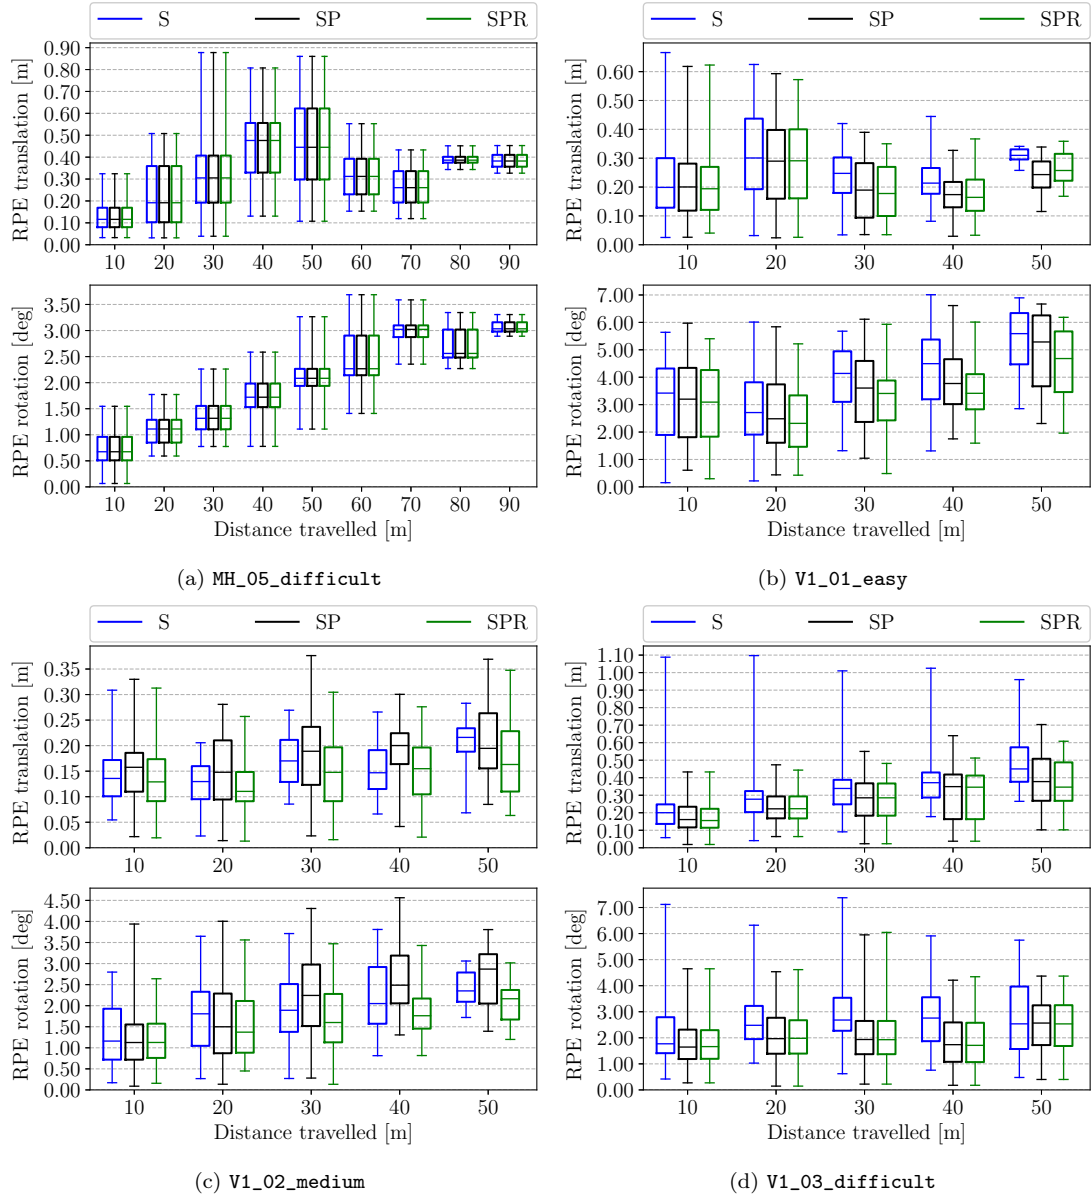 S SP SPR
S SP SPR
RPE translation [m]
0.90
0.80
0.70
0.60
0.50
0.40
0.30
0.20
0.10
0.00
10 20 30 40 50 60 70 80 90
RPE translation [m]
0.60
0.40
0.30
0.20
0.10
0.00
10 20 30 40 50
RPE rotation [deg]
3.50
3.00
2.50
2.00
1.50
1.00
0.50
0.00
10 20 30 40 50 60 70 80 90
Distance travelled [m]
RPE rotation [deg]
7.00
6.00
5.00
4.00
3.00
2.00
1.00
0.00
10 20 30 40 50
Distance travelled [m]
(a) MH_05_difficult
(b) V1_01_easy
S SP SPR
S SP SPR
RPE translation [m]
0.35
0.30
0.25
0.20
0.15
0.10
0.05
0.00
10 20 30 40 50
RPE translation [m]
1.10
1.00
0.90
0.80
0.70
0.60
0.50
0.40
0.30
0.20
0.10
0.00
10 20 30 40 50
RPE rotation [deg]
4.50
4.00
3.50
3.00
2.50
2.00
1.50
1.00
0.50
0.00
10 20 30 40 50
Distance travelled [m]
RPE rotation [deg]
7.00
6.00
5.00
4.00
3.00
2.00
1.00
0.00
10 20 30 40 50
Distance travelled [m]
(c) V1_02_medium
(d) V1_03_difficult